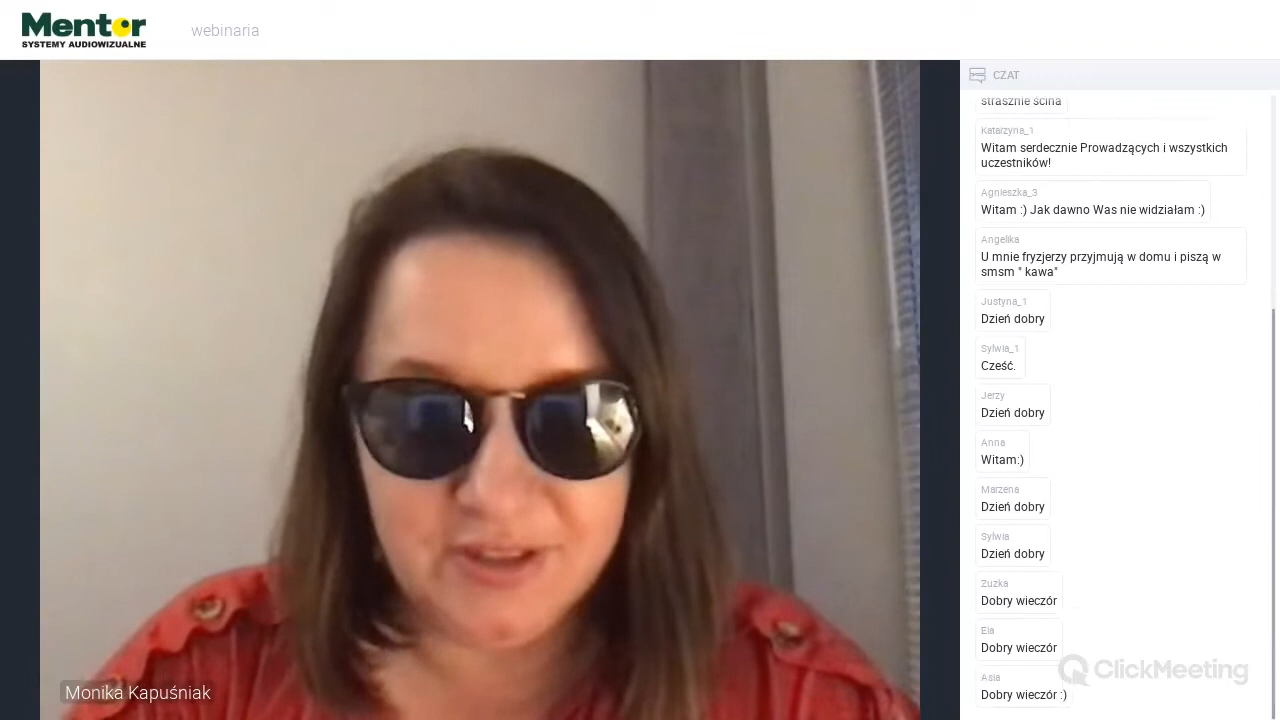 Mentor
SYSTEMY AUDIOWIZUALNE
webinaria
CZAT
strasznie ścina
Katarzyna_1
Witam serdecznie Prowadzących i wszystkich
uczestników!
Agnieszka_3
Witam :) Jak dawno Was nie widziałam :)
Angelika
U mnie fryzjerzy przyjmują w domu i piszą w
smsm " kawa"
Justyna_1
Dzień dobry
Sylwia_1
Cześć.
Jerzy
Dzień dobry
Anna
Witam:)
Marzena
Dzień dobry
Sylwia
Dzień dobry
Zuzka
Dobry wieczór
Ela
Dobry wieczór
Asia
Dobry wieczór :)
ClickMeeting
Monika Kapuśniak